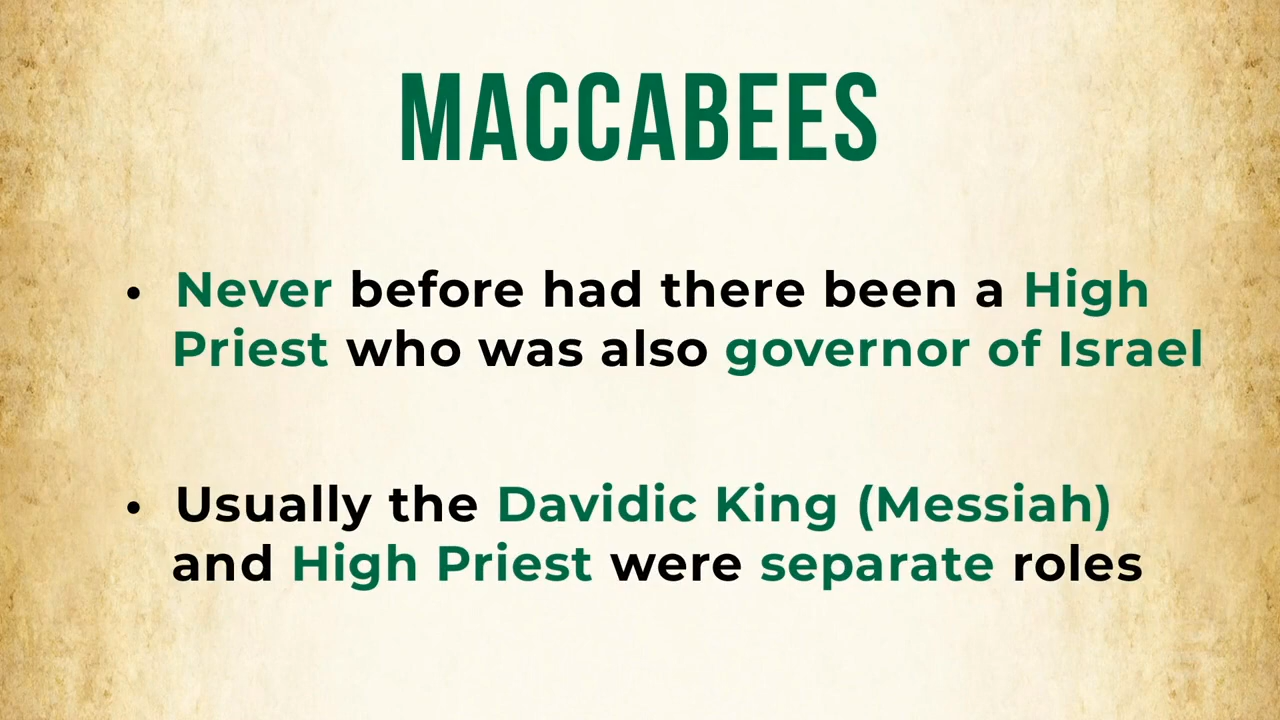 MACCABEES
• Never before had there been a High
Priest who was also governor of Israel
• Usually the Davidic King (Messiah)
and High Priest were separate roles